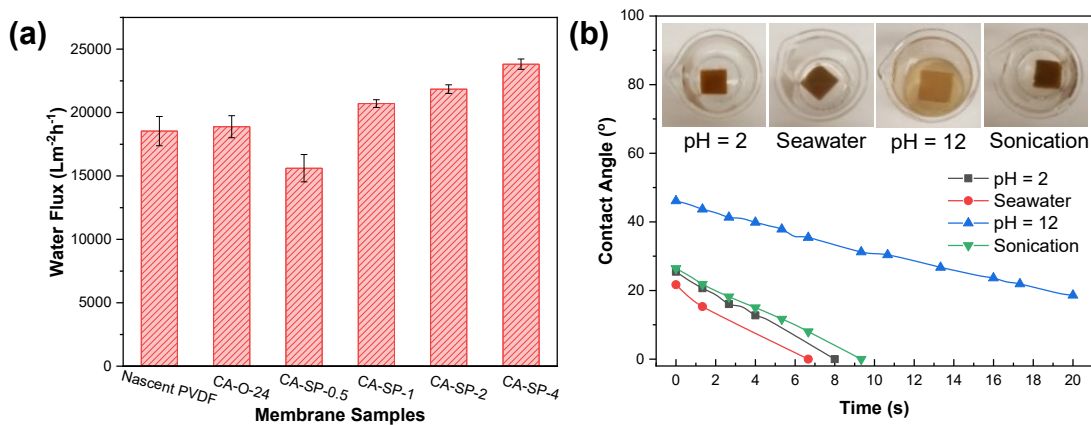 (a)
Water Flux (Lm-2h-1)
25000
20000
15000
10000
5000
0
Nascent PVDF
CA-O-24
CA-SP-0.5
CA-SP-1
CA-SP-2
CA-SP-4
Membrane Samples
(b)
Contact Angle (º)
100
80
60
40
20
0
pH = 2
Seawater
pH = 12
Sonication
pH = 2
Seawater
pH = 12
Sonication
0
2
4
6
8
10
12
14
16
18
20
Time (s)